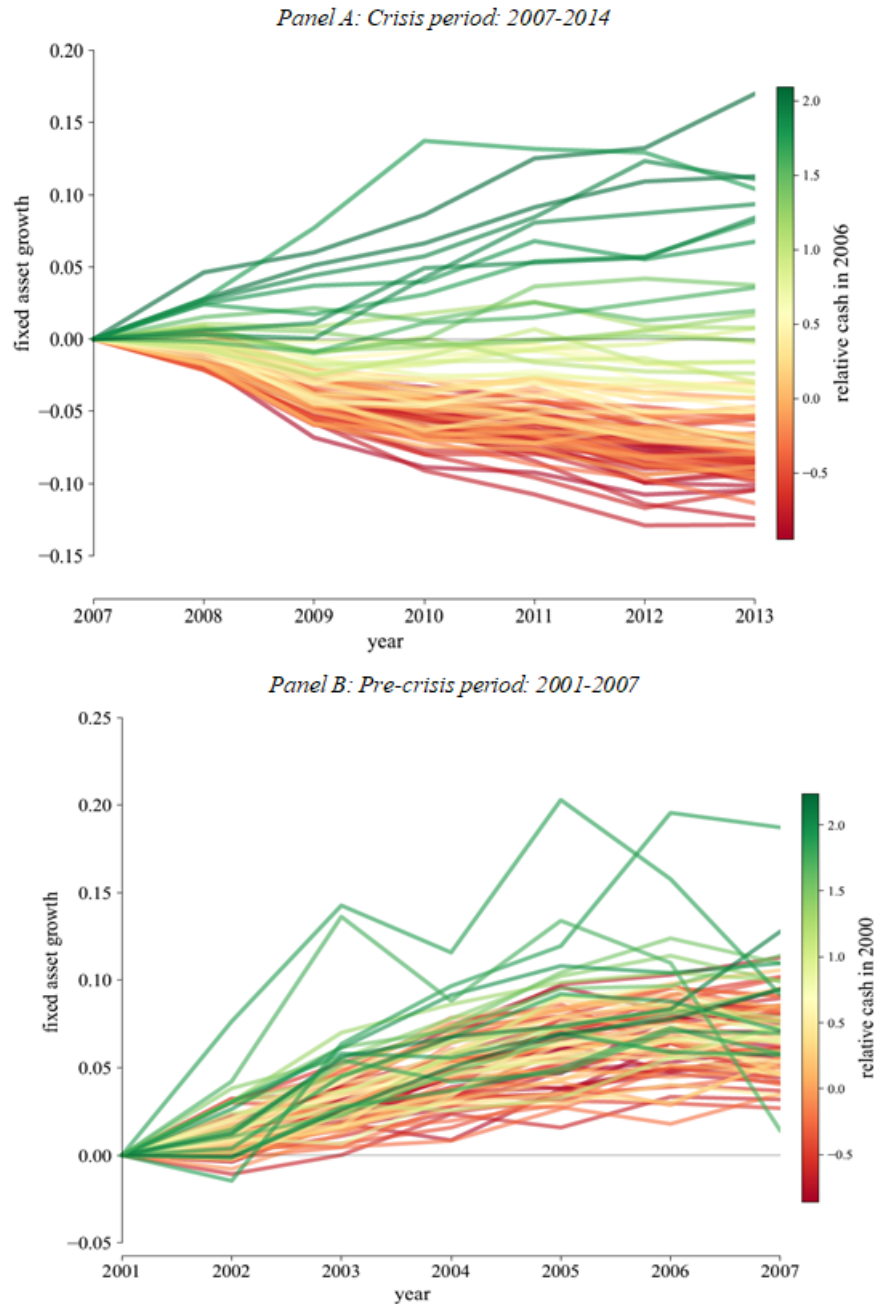 Panel A: Crisis period: 2007-2014
0.20
0.15
0.10
0.05
0.00
−0.05
−0.10
−0.15
fixed asset growth
2007 2008 2009 2010 2011 2012 2013
year
2.0
1.5
1.0
0.5
0.0
−0.5
relative cash in 2006
Panel B: Pre-crisis period: 2001-2007
0.25
0.20
0.15
0.10
0.05
0.00
−0.05
fixed asset growth
2001 2002 2003 2004 2005 2006 2007
year
2.0
1.5
1.0
0.5
0.0
−0.5
relative cash in 2000